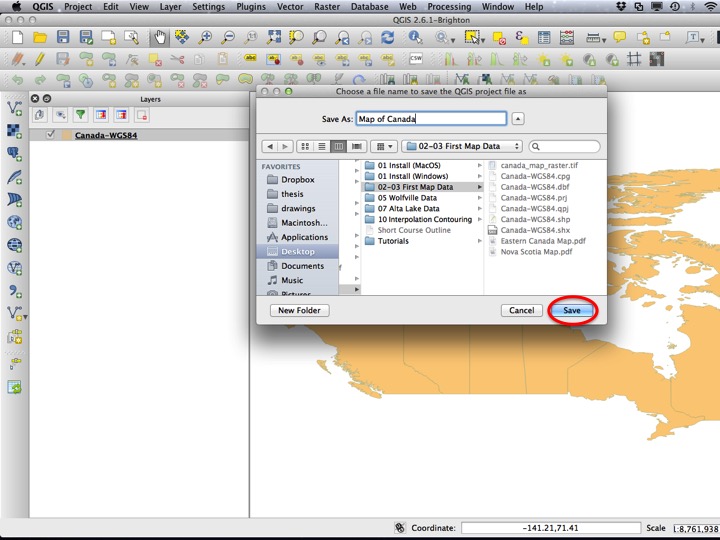 QGIS Project Edit View Layer Settings Plugins Vector Raster Database Web Processing Window Help
QGIS 2.6.1-Brighton
CSW
Layers
Canada-WGS84
Choose a file name to save the QGIS project file as
Save As: Map of Canada
02-03 First Map Data
FAVORITES
Dropbox
thesis
drawings
Macintosh...
Applications
Desktop
Documents
Music
Pictures
01 Install (MacOS)
01 Install (Windows)
02-03 First Map Data
05 Wolfville Data
07 Alta Lake Data
10 Interpolation Contouring
Short Course Outline
Tutorials
canada_map_raster.tif
Canada-WGS84.cpg
Canada-WGS84.dbf
Canada-WGS84.prj
Canada-WGS84.qpj
Canada-WGS84.shp
Canada-WGS84.shx
Eastern Canada Map.pdf
Nova Scotia Map.pdf
New Folder
Cancel
Save
Coordinate: -141.21,71.41 Scale 1:8,761,938